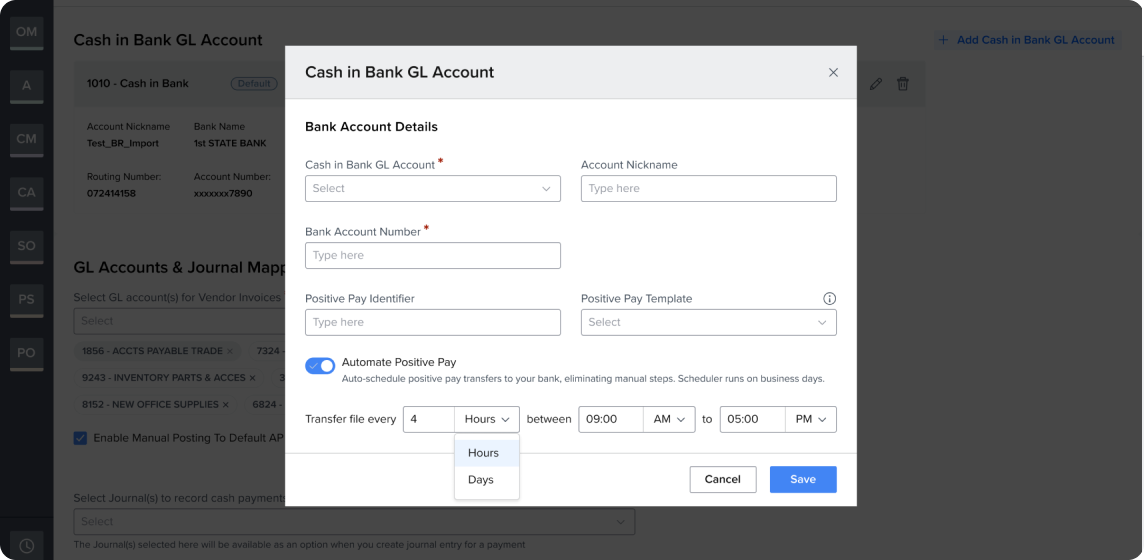 OM
A
CM
CA
SO
PS
PO
Cash in Bank GL Account
+ Add Cash in Bank GL Account
1010 - Cash in Bank
Default
Account Nickname
Bank Name
Test_BR_Import
1st STATE BANK
Routing Number:
Account Number:
072414158
xxxxxxx7890
GL Accounts & Journal Mapp
Select GL account(s) for Vendor Invoices
Select
1856 - ACCTS PAYABLE TRADE ×
7324 -
9243 - INVENTORY PARTS & ACCES ×
3
8152 - NEW OFFICE SUPPLIES ×
6824 -
Enable Manual Posting To Default AP
Select Journal(s) to record cash payments
Select
The Journal(s) selected here will be available as an option when you create journal entry for a payment
Cash in Bank GL Account
Bank Account Details
Cash in Bank GL Account *
Account Nickname
Select
Type here
Bank Account Number *
Type here
Positive Pay Identifier
Positive Pay Template
Type here
Select
Automate Positive Pay
Auto-schedule positive pay transfers to your bank, eliminating manual steps. Scheduler runs on business days.
Transfer file every 4 Hours between 09:00 AM to 05:00 PM
Hours
Days
Cancel
Save